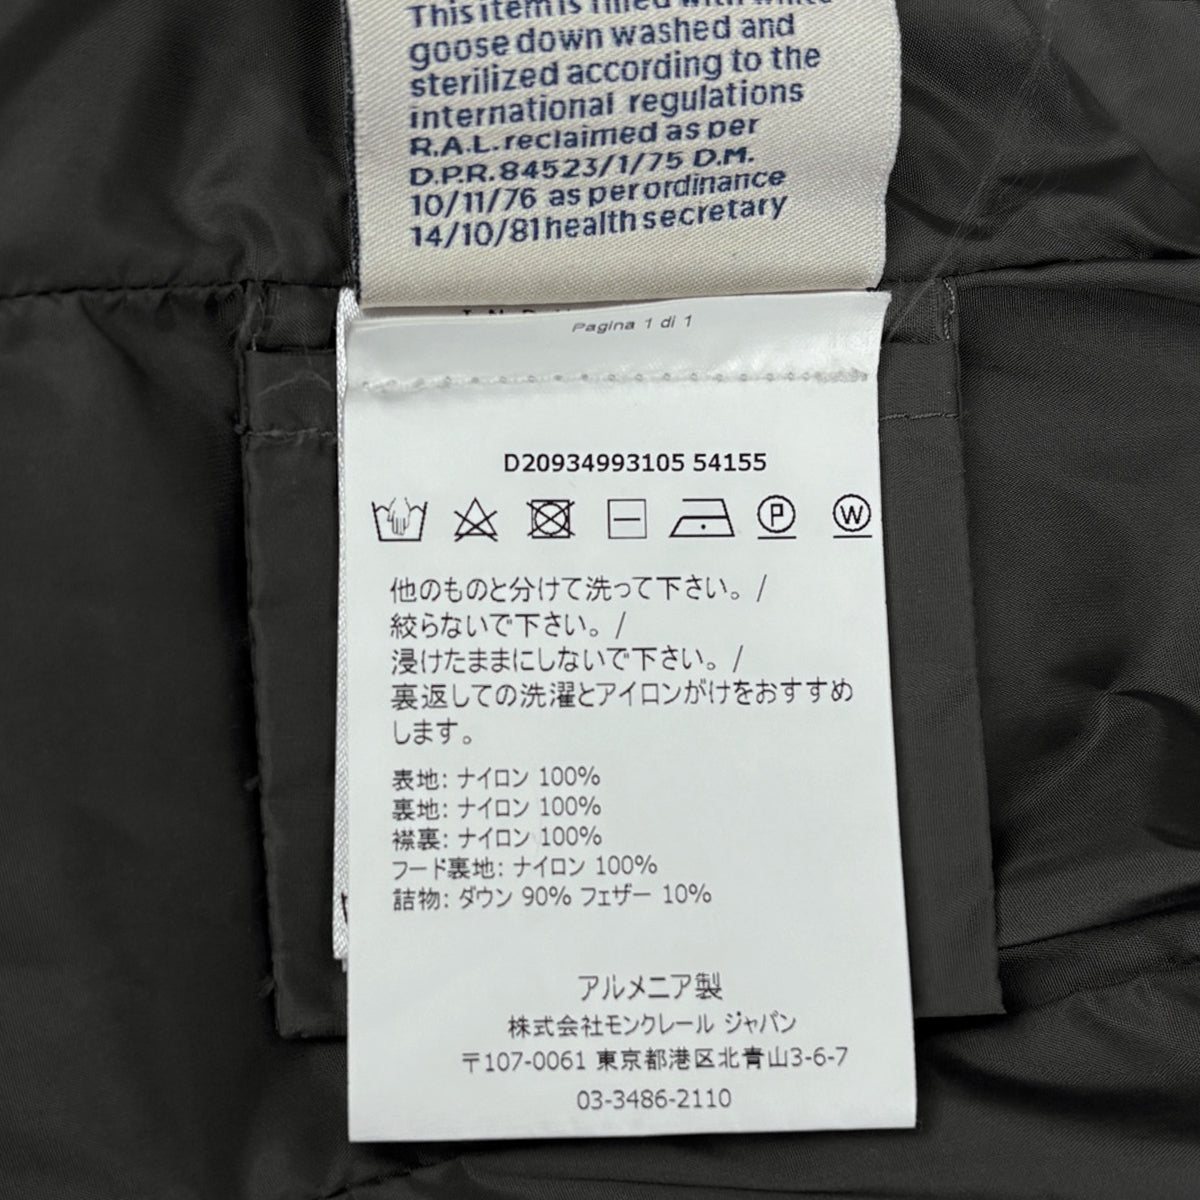 This item is filled with white
goose down washed and
sterilized according to the
international regulations
R.A.L. reclaimed as per
D.P.R. 84523/1/75 D.M.
10/11/76 as per ordinance
14/10/81 health secretary
Pagina 1 di 1
D20934993105 54155
P W
他のものと分けて洗って下さい。/
絞らないで下さい。/
浸けたままにしないで下さい。/
裏返しての洗濯とアイロンがけをおすすめ
します。
表地: ナイロン 100%
裏地: ナイロン 100%
襟裏: ナイロン 100%
フード裏地: ナイロン 100%
詰物: ダウン 90% フェザー 10%
アルメニア製
株式会社モンクレール ジャパン
〒107-0061 東京都港区北青山3-6-7
03-3486-2110